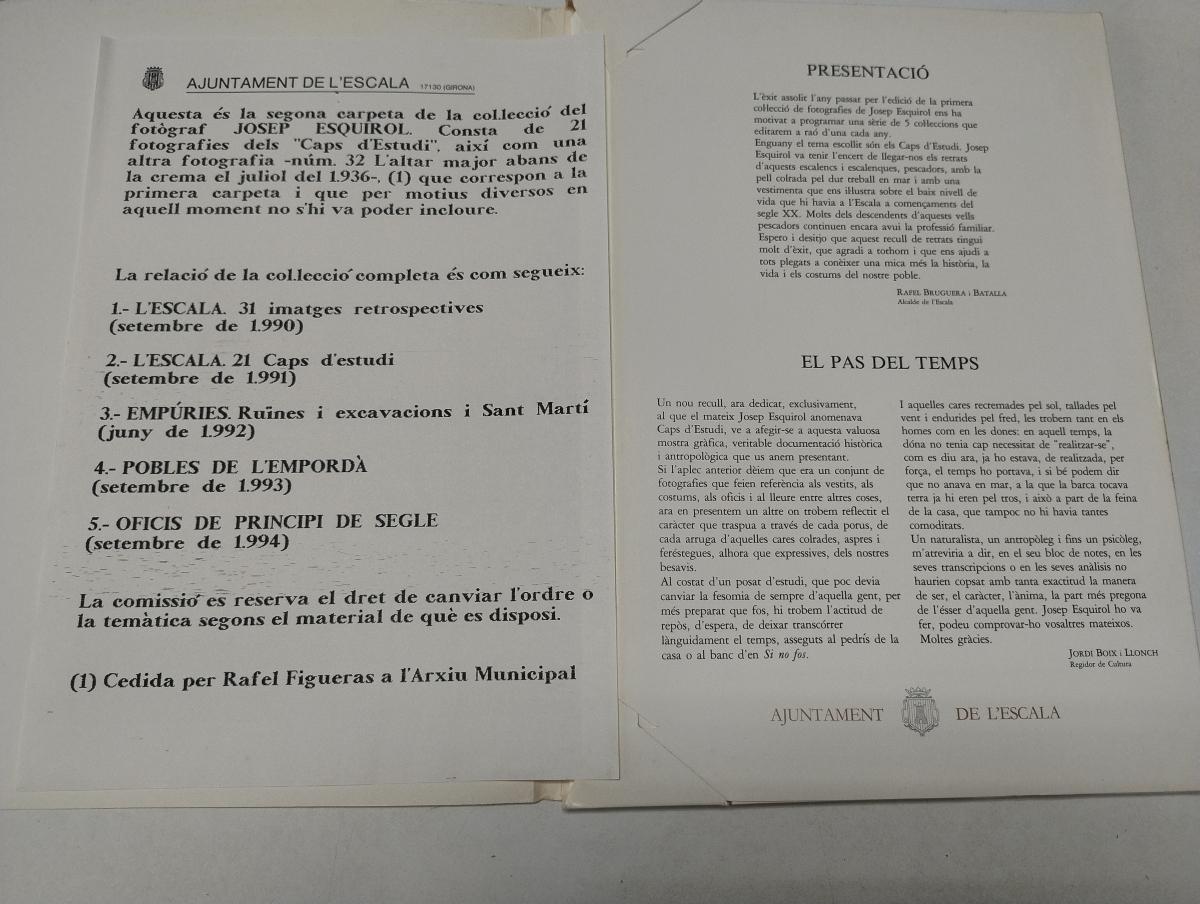 AJUNTAMENT DE L'ESCALA 17130 (GIRONA)
Aquesta és la segona carpeta de la col.lecció del
fotògraf JOSEP ESQUIROL. Consta de 21
fotografies dels "Caps d'Estudi", així com una
altra fotografia -núm. 32 L'altar major abans de
la crema el juliol del 1.936-, (1) que correspon a la
primera carpeta i que per motius diversos en
aquell moment no s'hi va poder incloure.
La relació de la col.lecció completa és com segueix:
1.- L'ESCALA. 31 imatges retrospectives
(setembre de 1.990)
2.- L'ESCALA. 21 Caps d'estudi
(setembre de 1.991)
3.- EMPÚRIES. Ruïnes i excavacions i Sant Martí
(juny de 1.992)
4.- POBLES DE L'EMPORDÀ
(setembre de 1.993)
5.- OFICIS DE PRINCIPI DE SEGLE
(setembre de 1.994)
La comissió es reserva el dret de canviar l'ordre o
la temàtica segons el material de què es disposi.
(1) Cedida per Rafel Figueras a l'Arxiu Municipal
PRESENTACIÓ
L'èxit assolit l'any passat per l'edició de la primera
col·lecció de fotografies de Josep Esquirol ens ha
motivat a programar una sèrie de 5 col·leccions que
editarem a raó d'una cada any.
Enguany el tema escollit són els Caps d'Estudi. Josep
Esquirol va tenir l'encert de llegar-nos els retrats
d'aquests escalencs i escalenques, pescadors, amb la
pell colrada pel dur treball en mar i amb una
vestimenta que ens il·lustra sobre el baix nivell de
vida que hi havia a l'Escala a començaments del
segle XX. Molts dels descendents d'aquests vells
pescadors continuen encara avui la professió familiar.
Espero i desitjo que aquest recull de retrats tingui
molt d'èxit, que agradi a tothom i que ens ajudi a
tots plegats a conèixer una mica més la història, la
vida i els costums del nostre poble.
RAFEL BRUGUERA i BATALLA
Alcalde de l'Escala
EL PAS DEL TEMPS
Un nou recull, ara dedicat, exclusivament,
al que el mateix Josep Esquirol anomenava
Caps d'Estudi, ve a afegir-se a aquesta valuosa
mostra gràfica, veritable documentació històrica
i antropològica que us anem presentant.
Si l'aplec anterior dèiem que era un conjunt de
fotografies que feien referència als vestits, als
costums, als oficis i al lleure entre altres coses,
ara en presentem un altre on trobem reflectir el
caràcter que traspua a través de cada porus, de
cada arruga d'aquelles cares colrades, aspres i
feréstegues, alhora que expressives, dels nostres
besavis.
Al costat d'un posat d'estudi, que poc devia
canviar la fesomia de sempre d'aquella gent, per
més preparat que fos, hi trobem l'actitud de
repòs, d'espera, de deixar transcórrer
lànguidament el temps, asseguts al pedrís de la
casa o al banc d'en Si no fos.
I aquelles cares recremades pel sol, tallades pel
vent i endurides pel fred, les trobem tant en els
homes com en les dones: en aquell temps, la
dóna no tenia cap necessitat de "realitzar-se",
com es diu ara, ja ho estava, de realitzada, per
força, el temps ho portava, i si bé podem dir
que no anava en mar, a la que la barca tocava
terra ja hi eren pel tros, i això a part de la feina
de la casa, que tampoc no hi havia tantes
comoditats.
Un naturalista, un antropòleg i fins un psicòleg,
m'atreviria a dir, en el seu bloc de notes, en les
seves transcripcions o en les seves anàlisis no
haurien copsat amb tanta exactitud la manera
de ser, el caràcter, l'ànima, la part més pregona
de l'ésser d'aquella gent. Josep Esquirol ho va
fer, podeu comprovar-ho vosaltres mateixos.
Moltes gràcies.
JORDI BOIX i LLONCH
Regidor de Cultura
AJUNTAMENT DE L'ESCALA